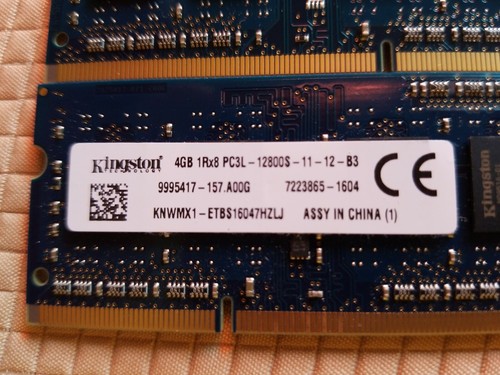 Kingston
TECHNOLOGY
4GB 1Rx8 PC3L-12800S-11-12-B3
9995417-157.A00G 7223865-1604
KNWMX1-ETBS16047HZLJ ASSY IN CHINA (1)
CE